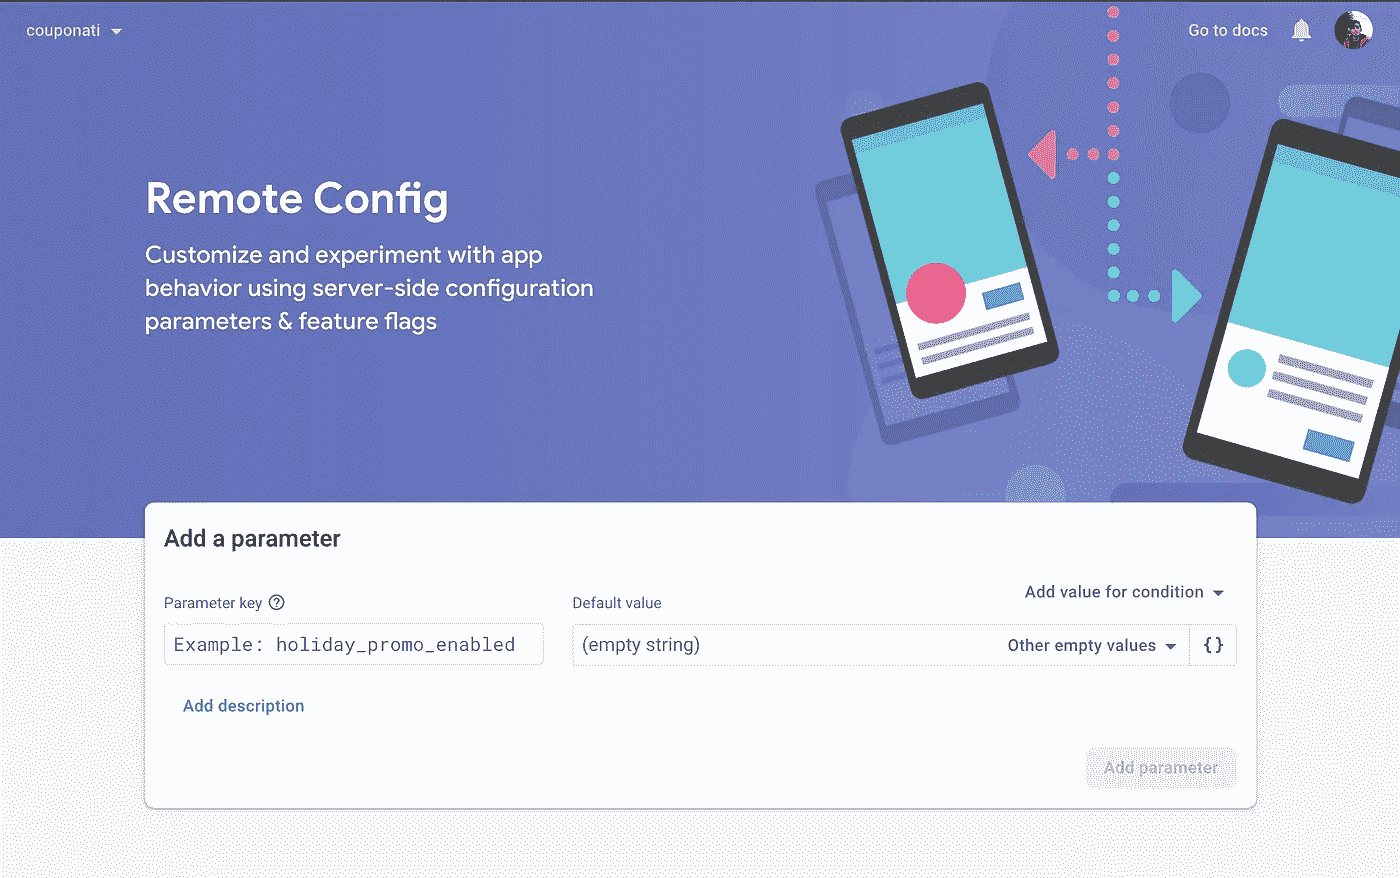 couponati
Go to docs
Remote Config
Customize and experiment with app
behavior using server-side configuration
parameters & feature flags
Add a parameter
Add value for condition
Parameter key ?
Default value
Example: holiday_promo_enabled
(empty string)
Other empty values
{}
Add description
Add parameter